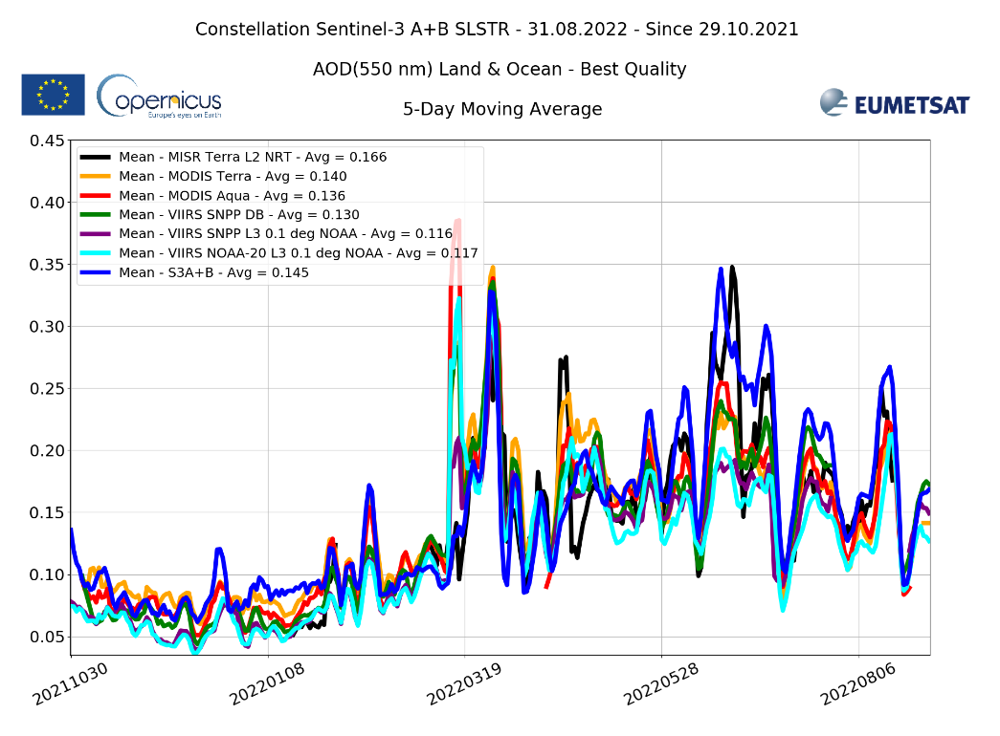 Constellation Sentinel-3 A+B SLSTR - 31.08.2022 - Since 29.10.2021
AOD(550 nm) Land & Ocean - Best Quality
5-Day Moving Average
opernicus
Europe's eyes on Earth
EUMETSAT
0.45
0.40
0.35
0.30
0.25
0.20
0.15
0.10
0.05
Mean - MISR Terra L2 NRT - Avg = 0.166
Mean - MODIS Terra - Avg = 0.140
Mean - MODIS Aqua - Avg = 0.136
Mean - VIIRS SNPP DB - Avg = 0.130
Mean - VIIRS SNPP L3 0.1 deg NOAA - Avg = 0.116
Mean - VIIRS NOAA-20 L3 0.1 deg NOAA - Avg = 0.117
Mean - S3A+B - Avg = 0.145
20211030
20220108
20220319
20220528
20220806